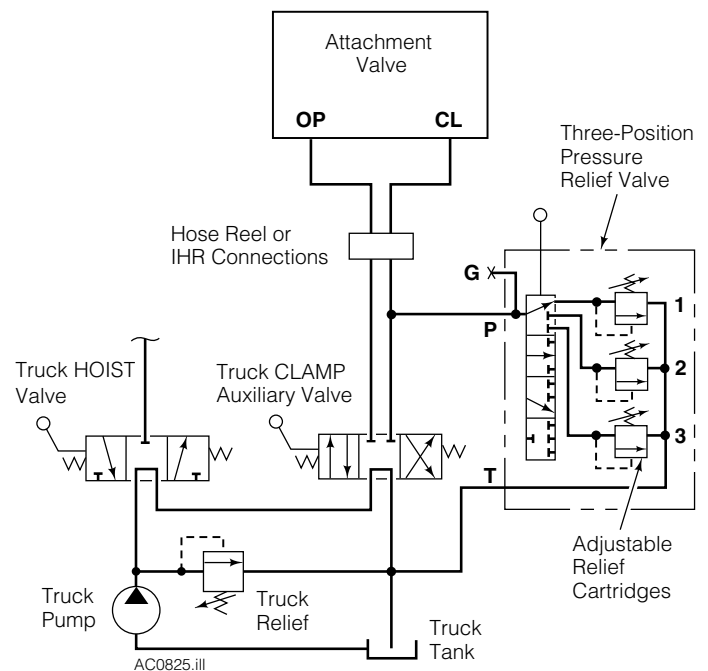 Attachment
Valve
OP
CL
Three-Position
Pressure
Relief Valve
Hose Reel or
IHR Connections
G
P
1
2
3
T
Truck HOIST
Valve
Truck CLAMP
Auxiliary Valve
Adjustable
Relief
Cartridges
Truck
Pump
Truck
Relief
Truck
Tank
AC0825.ill